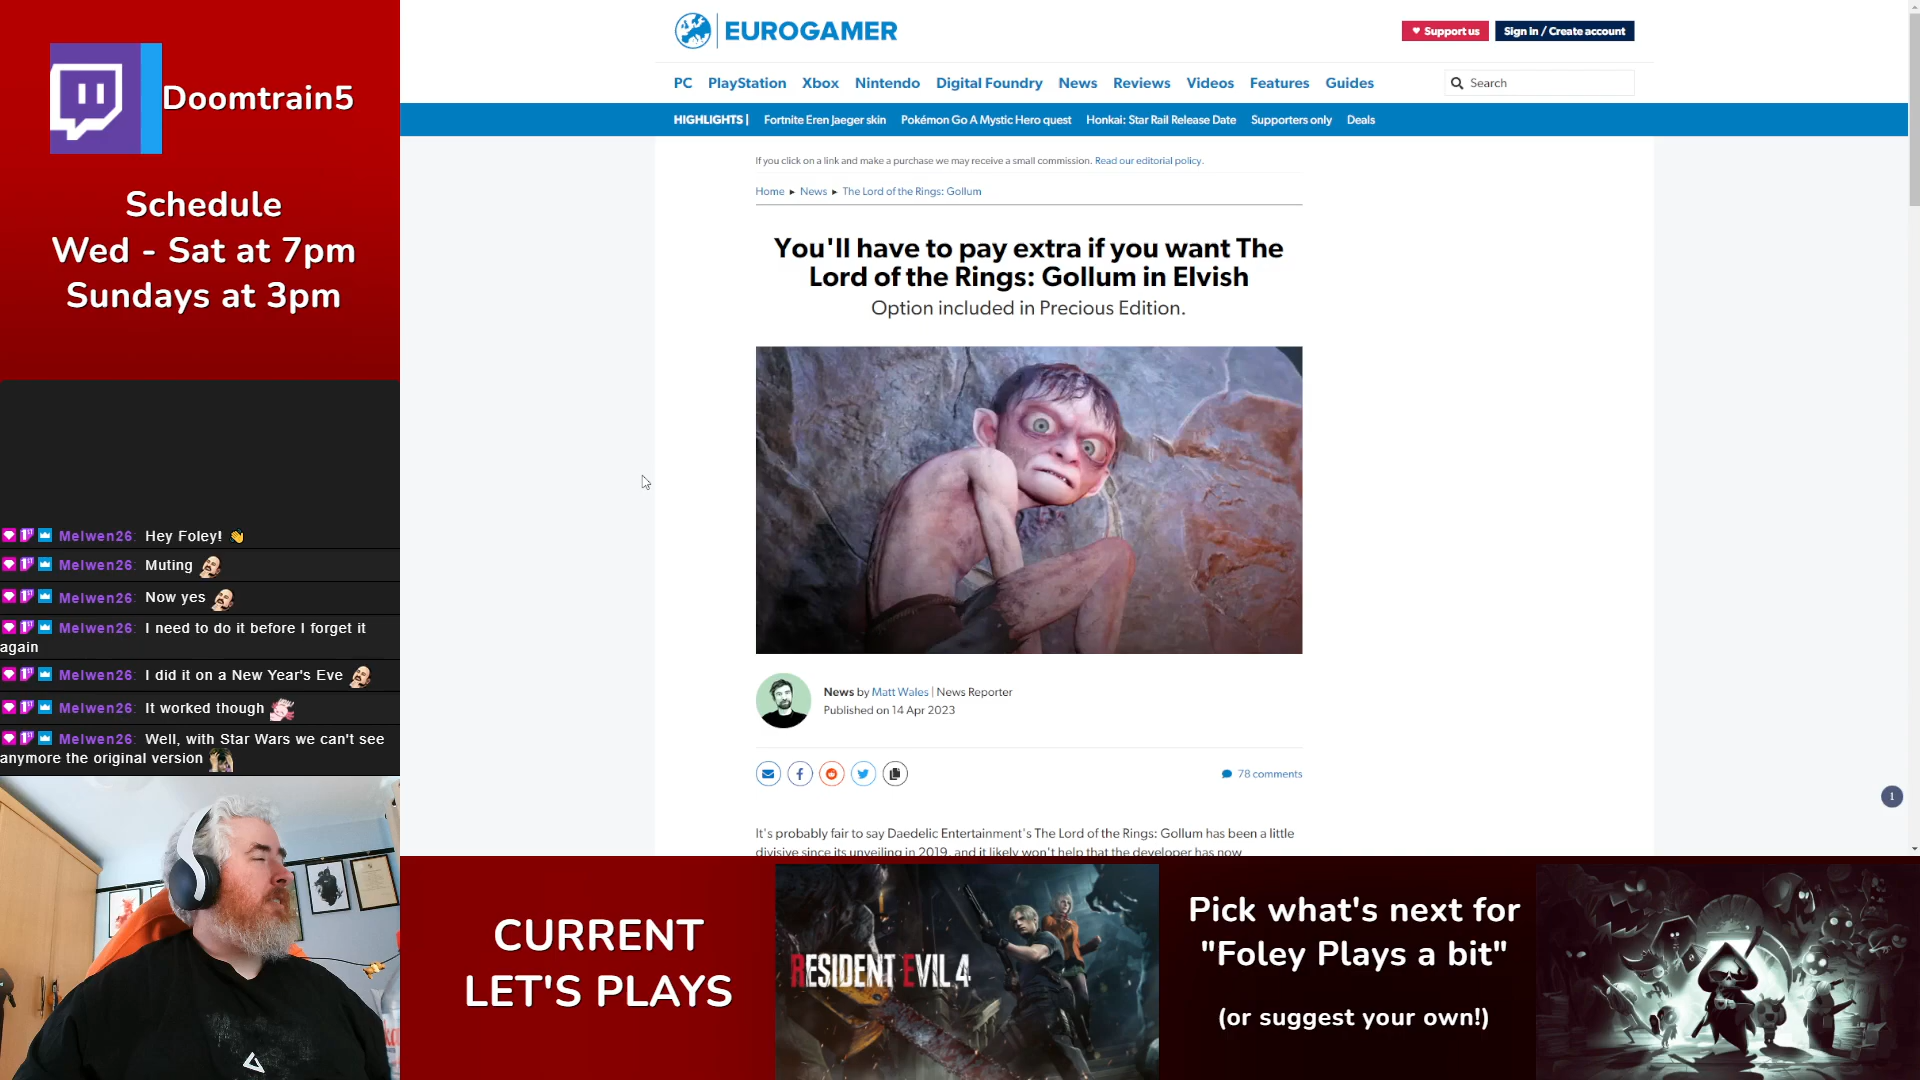 Doomtrain5
Schedule
Wed - Sat at 7pm
Sundays at 3pm
Melwen26: Hey Foley!
Melwen26: Muting
Melwen26: Now yes
Melwen26: I need to do it before I forget it
again
Melwen26: I did it on a New Year's Eve
Melwen26: It worked though
Melwen26: Well, with Star Wars we can't see
anymore the original version
EUROGAMER
Support us
Sign in / Create account
PC PlayStation Xbox Nintendo Digital Foundry News Reviews Videos Features Guides
Search
HIGHLIGHTS | Fortnite Eren Jaeger skin Pokémon Go A Mystic Hero quest Honkai: Star Rail Release Date Supporters only Deals
If you click on a link and make a purchase we may receive a small commission. Read our editorial policy.
Home ▸ News ▸ The Lord of the Rings: Gollum
You'll have to pay extra if you want The
Lord of the Rings: Gollum in Elvish
Option included in Precious Edition.
News by Matt Wales | News Reporter
Published on 14 Apr 2023
78 comments
1
It's probably fair to say Daedelic Entertainment's The Lord of the Rings: Gollum has been a little
divisive since its unveiling in 2019, and it likely won't help that the developer has now
CURRENT
LET'S PLAYS
RESIDENT EVIL 4
Pick what's next for
"Foley Plays a bit"
(or suggest your own!)